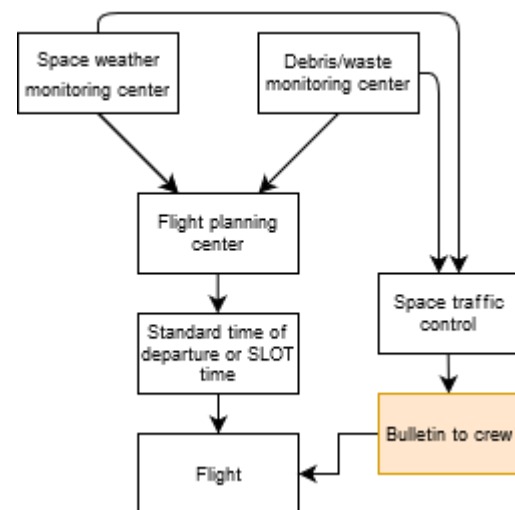 Space weather
monitoring center
Debris/waste
monitoring center
Flight planning
center
Space traffic
control
Standard time of
departure or SLOT
time
Bulletin to crew
Flight